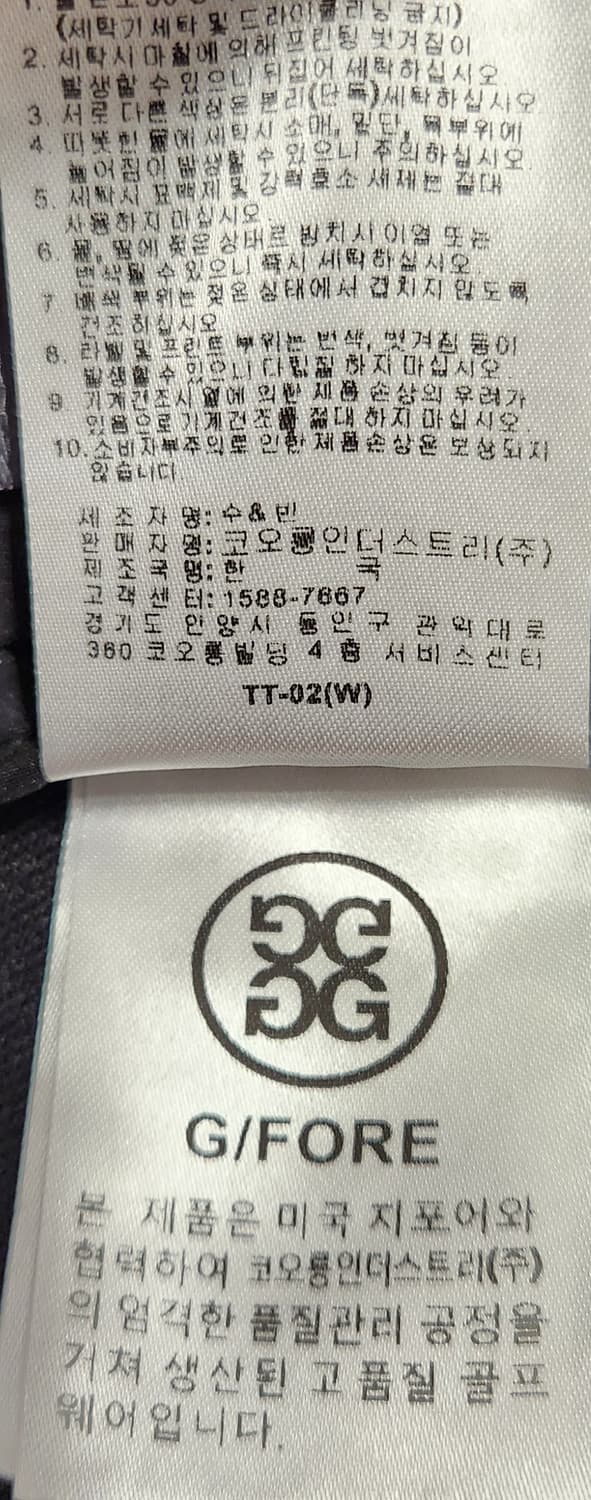 (세탁기 세탁 및 드라이클리닝 금지)
2. 세탁시 마찰에 의해 프린팅 벗겨짐이
발생할 수 있으니 뒤집어 세탁하십시오
3. 서로 다른 색상은 분리(단독)세탁하십시오
4. 따뜻한 물에 세탁시 소매, 밑단, 목부위에
늘어짐이 발생할 수 있으니 주의하십시오.
5. 세탁시 표백제 및 강력효소 세제는 절대
사용하지 마십시오.
6. 물, 땀에 젖은 상태로 방치시 이염 또는
변색될 수 있으니 즉시 세탁하십시오.
7 배색 부위는 젖은 상태에서 겹치지 않도록
건조하십시오
8. 라벨 및 프린트 부위는 변색, 벗겨짐 등이
발생할 수 있으니 다림질 하지 마십시오.
9 기계건조시 열에 의한 제품 손상의 우려가
있음으로 기계건조를 절대 하지 마십시오.
10. 소비자부주의로 인한 제품손상은 보상되지
않습니다.
제 조 자 명: 수&빈
판 매 자 명: 코오롱인더스트리(주)
제 조 국 명: 한 국
고 객 센 터: 1588-7667
경 기 도 안 양 시 동 안 구 관 악 대 로
360 코오롱빌딩 4 층 서 비 스 센 터
TT-02(W)
G/FORE
본 제품은 미국 지포어와
협력하여 코오롱인더스트리(주)
의 엄격한 품질관리 공정을
거쳐 생산된 고품질 골프
웨어입니다.